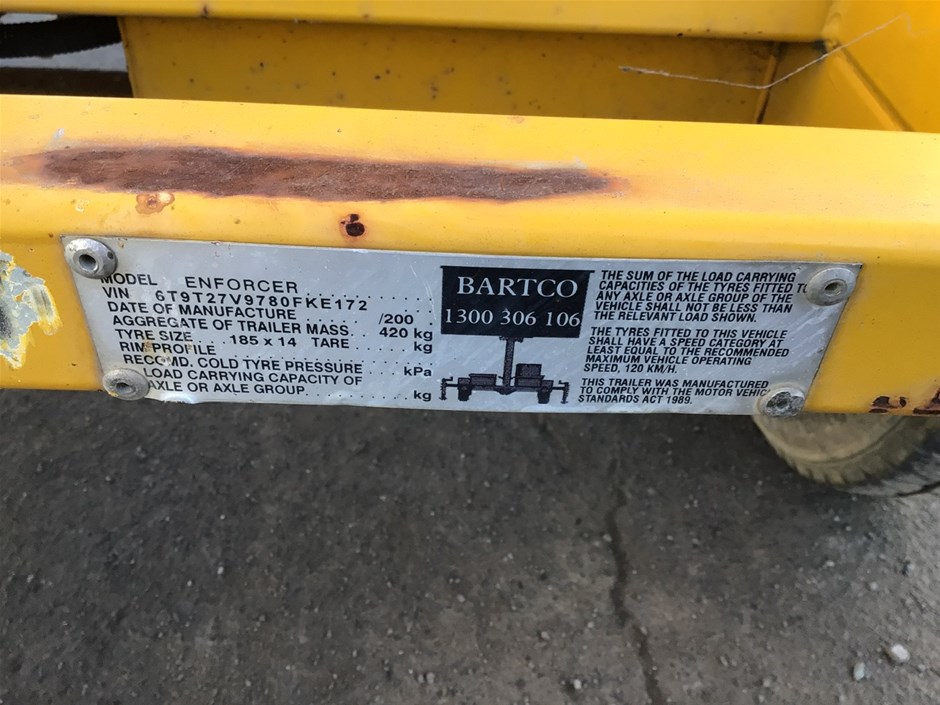 MODEL ENFORCER
VIN 6T9T27V9780FKE172
DATE OF MANUFACTURE /200
AGGREGATE OF TRAILER MASS. 420 kg
TYRE SIZE 185 x 14 TARE kg
RIM PROFILE
RECOMD. COLD TYRE PRESSURE kPa
LOAD CARRYING CAPACITY OF
AXLE OR AXLE GROUP. kg
BARTCO
1300 306 106
THE SUM OF THE LOAD CARRYING
CAPACITIES OF THE TYRES FITTED TO
ANY AXLE OR AXLE GROUP OF THE
VEHICLE SHALL NOT BE LESS THAN
THE RELEVANT LOAD SHOWN.
THE TYRES FITTED TO THIS VEHICLE
SHALL HAVE A SPEED CATEGORY AT
LEAST EQUAL TO THE RECOMMENDED
MAXIMUM VEHICLE OPERATING
SPEED, 120 KM/H.
THIS TRAILER WAS MANUFACTURED
TO COMPLY WITH THE MOTOR VEHICLE
STANDARDS ACT 1989.